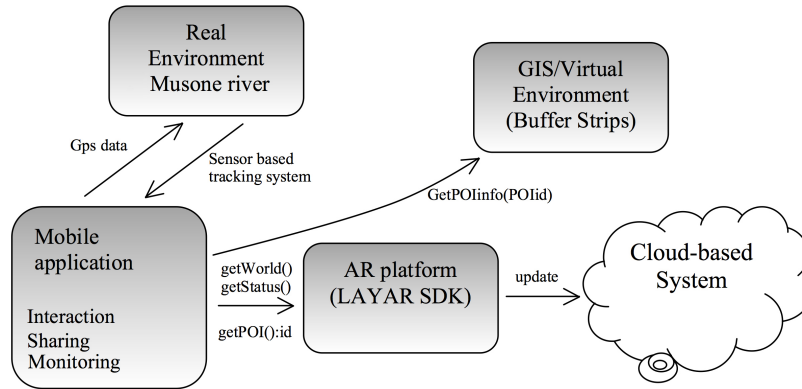 Real
Environment
Musone river
GIS/Virtual
Environment
(Buffer Strips)
Gps data
Sensor based
tracking system
GetPOIinfo(POIid)
Mobile
application
Interaction
Sharing
Monitoring
getWorld()
getStatus()
getPOI():id
AR platform
(LAYAR SDK)
update
Cloud-based
System